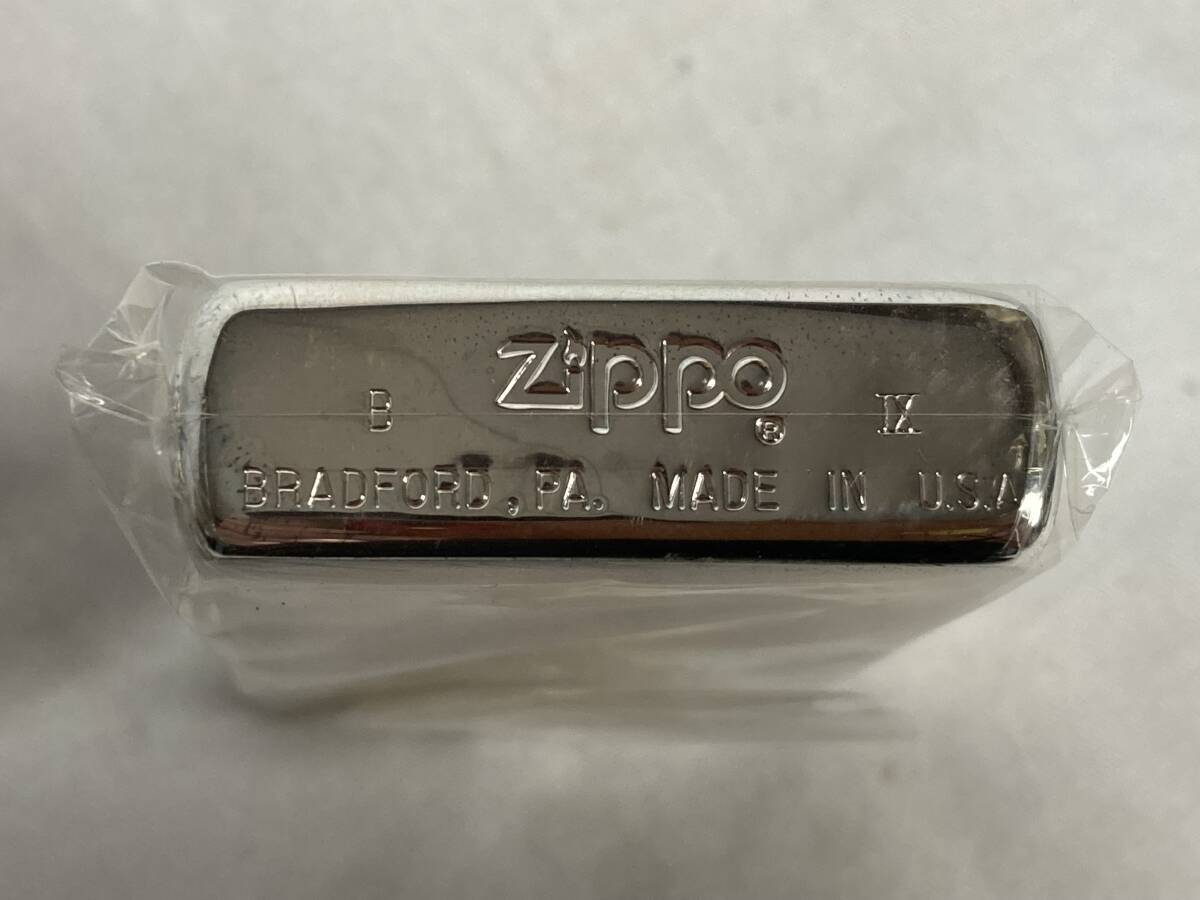 Zippo
B ® IX
BRADFORD, PA. MADE IN U.S.A